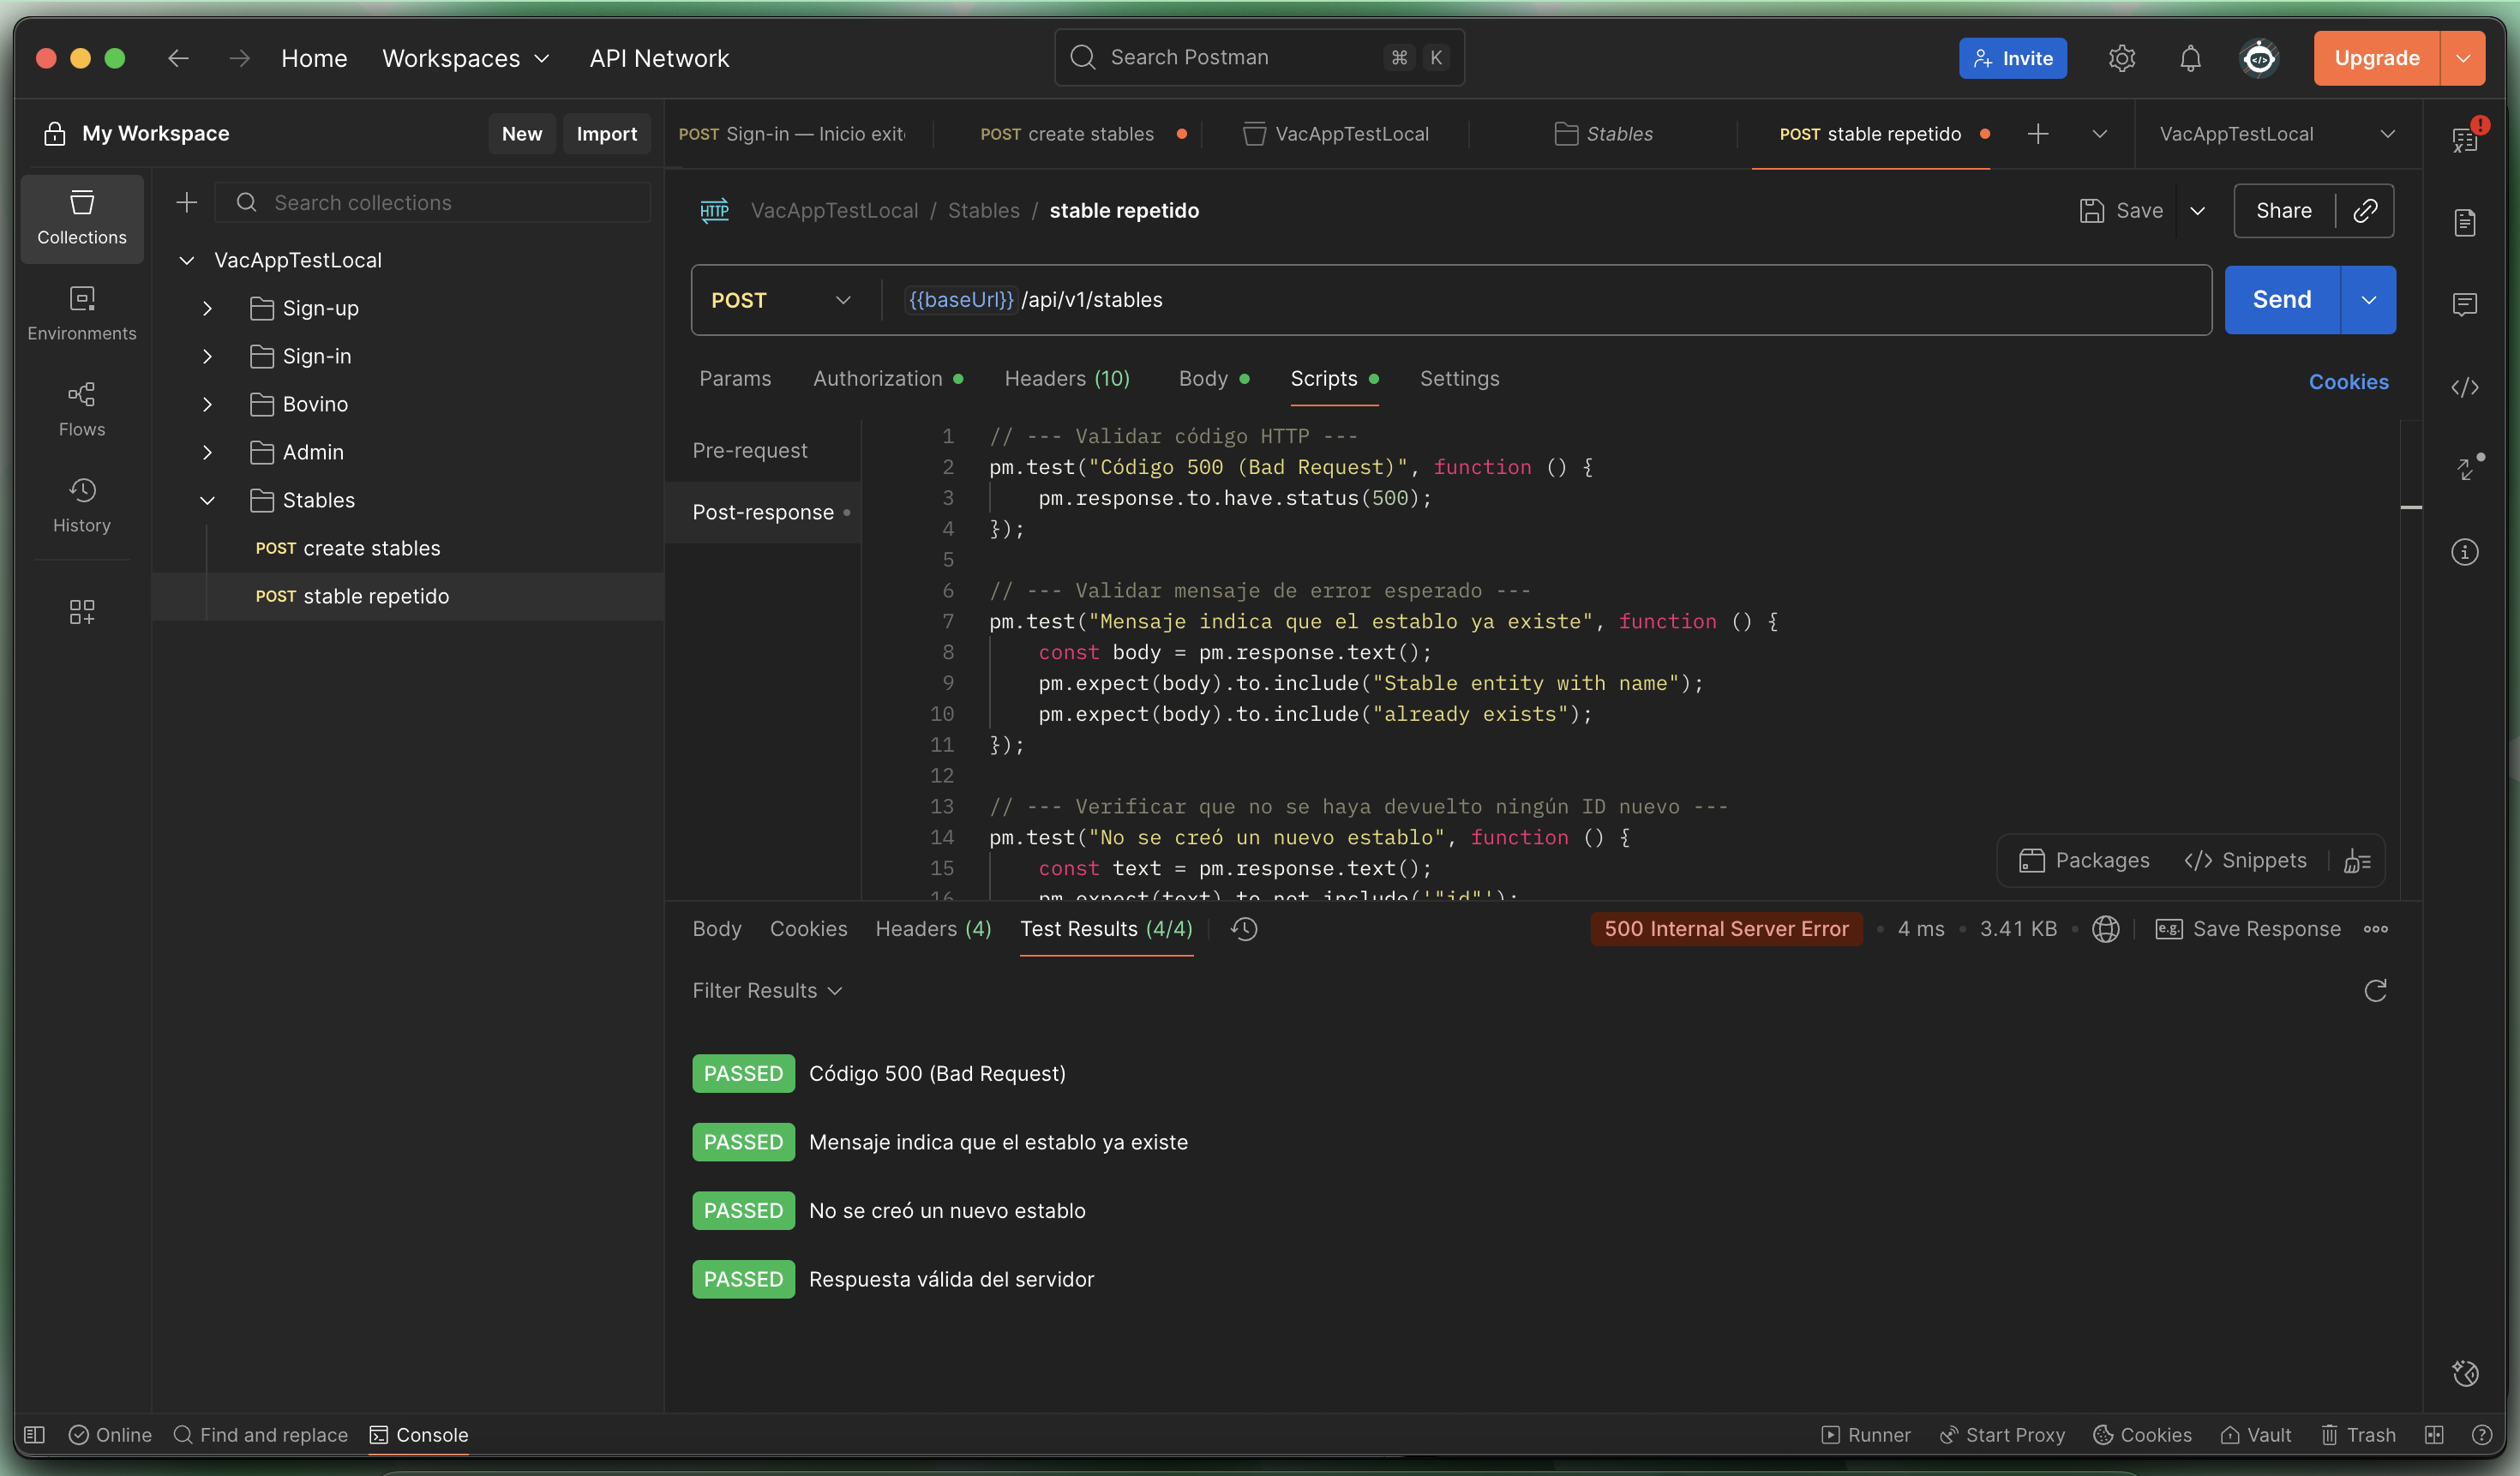 Home Workspaces API Network Search Postman ⌘ K Invite Upgrade
My Workspace New Import
POST Sign-in — Inicio exit POST create stables VacAppTestLocal Stables POST stable repetido VacAppTestLocal
Collections
Environments
Flows
History
Search collections
VacAppTestLocal
Sign-up
Sign-in
Bovino
Admin
Stables
POST create stables
POST stable repetido
HTTP VacAppTestLocal / Stables / stable repetido Save Share
POST {{baseUrl}}/api/v1/stables Send
Params Authorization Headers (10) Body Scripts Settings Cookies
Pre-request
Post-response
1 // --- Validar código HTTP ---
2 pm.test("Código 500 (Bad Request)", function () {
3 pm.response.to.have.status(500);
4 });
5
6 // --- Validar mensaje de error esperado ---
7 pm.test("Mensaje indica que el establo ya existe", function () {
8 const body = pm.response.text();
9 pm.expect(body).to.include("Stable entity with name");
10 pm.expect(body).to.include("already exists");
11 });
12
13 // --- Verificar que no se haya devuelto ningún ID nuevo ---
14 pm.test("No se creó un nuevo establo", function () {
15 const text = pm.response.text();
16 pm.expect(text).to.not.include('"id"');
Packages Snippets
Body Cookies Headers (4) Test Results (4/4) 500 Internal Server Error • 4 ms • 3.41 KB • e.g. Save Response
Filter Results
PASSED Código 500 (Bad Request)
PASSED Mensaje indica que el establo ya existe
PASSED No se creó un nuevo establo
PASSED Respuesta válida del servidor
Online Find and replace Console Runner Start Proxy Cookies Vault Trash